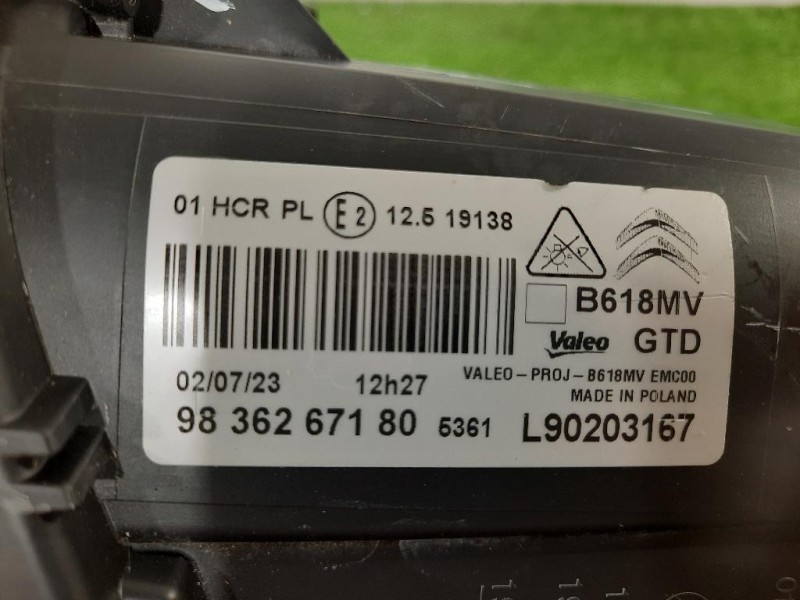 01 HCR PL E2 12.5 19138
B618MV
Valeo GTD
02/07/23 12h27 VALEO-PROJ-B618MV EMC00
MADE IN POLAND
98 362 671 80 5361 L90203167